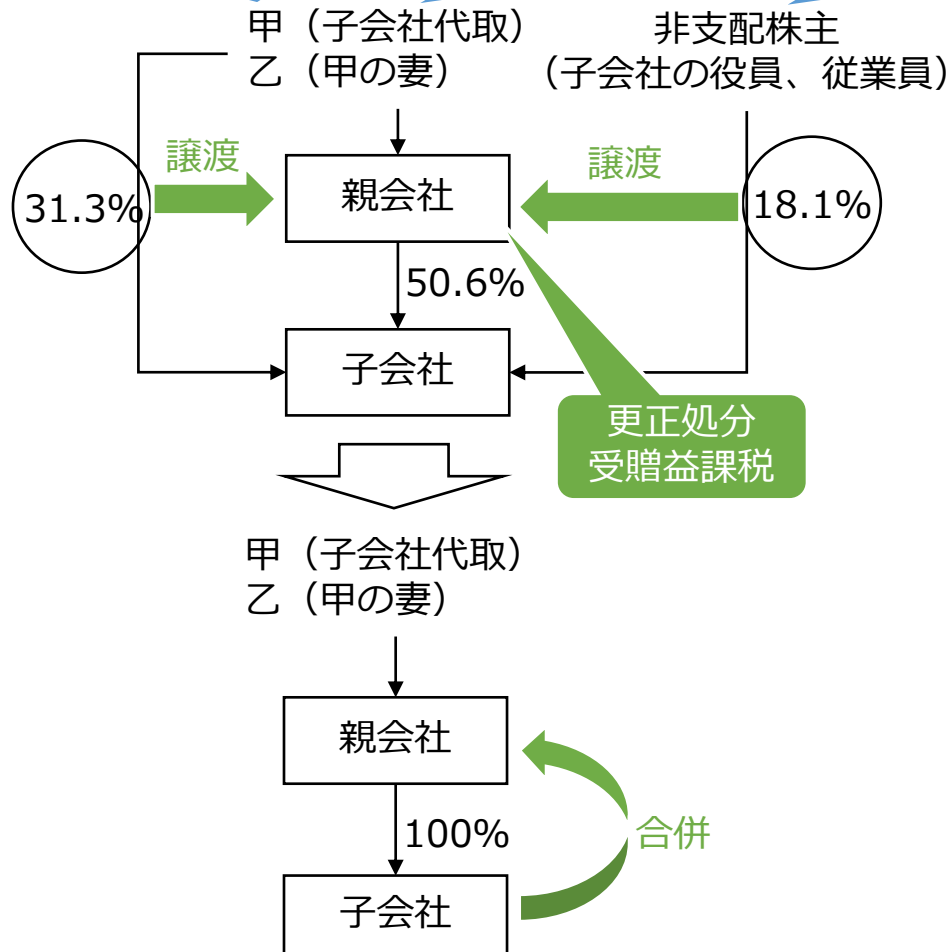 甲（子会社代取）
乙（甲の妻）
非支配株主
（子会社の役員、従業員）
譲渡
譲渡
31.3%
親会社
18.1%
50.6%
子会社
更正処分
受贈益課税
甲（子会社代取）
乙（甲の妻）
親会社
100%
合併
子会社